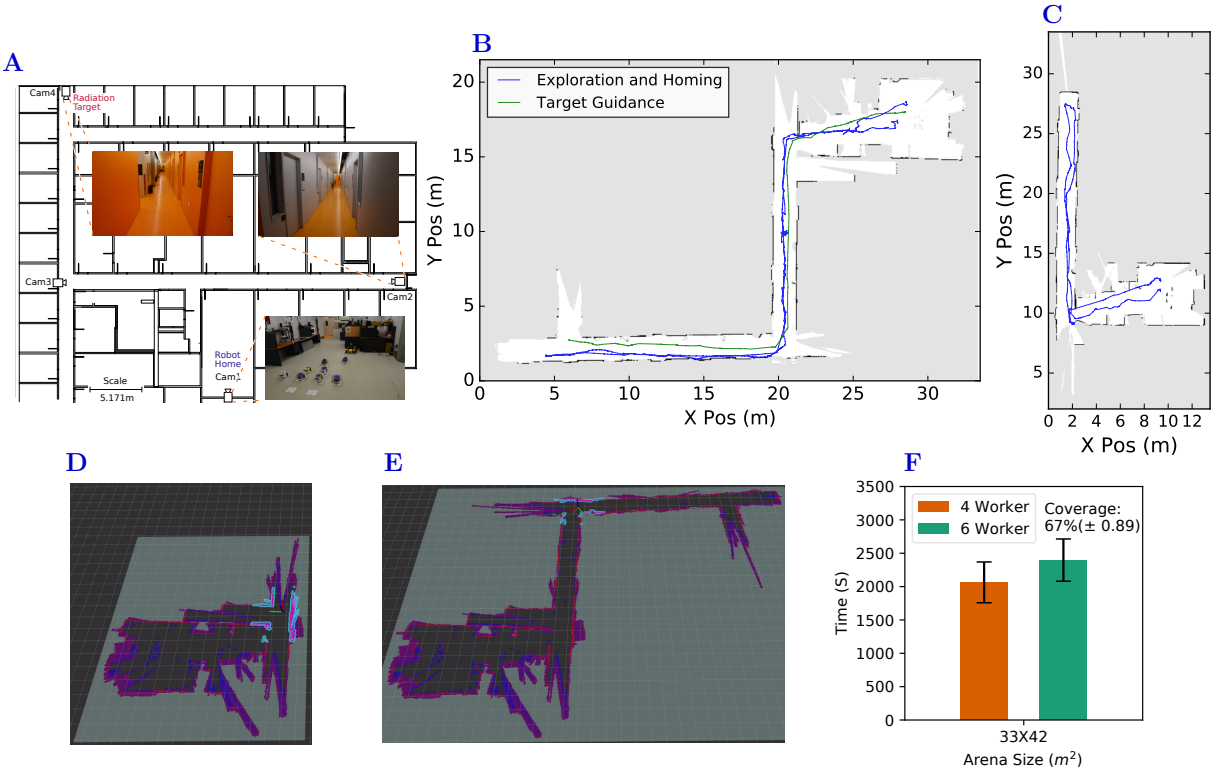 A
Cam4
Radiation
Target
Cam3
Cam2
Robot
Home
Cam1
Scale
5.171m
B
Exploration and Homing
Target Guidance
20
15
10
5
0
Y Pos (m)
0 5 10 15 20 25 30
X Pos (m)
C
30
25
20
15
10
5
Y Pos (m)
0 2 4 6 8 10 12
X Pos (m)
D
E
F
3500
3000
2500
2000
1500
1000
500
0
Time (S)
4 Worker
6 Worker
Coverage:
67%(± 0.89)
33X42
Arena Size (m²)